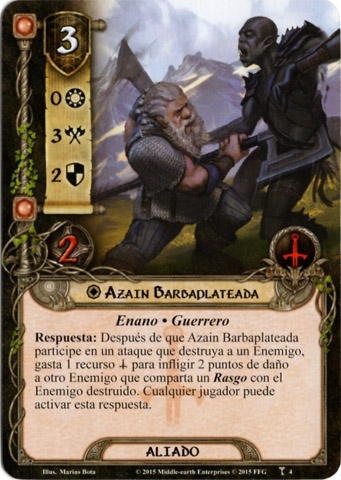 3
0
3
2
2
Azain Barbaplateada
Enano • Guerrero
Respuesta: Después de que Azain Barbaplateada
participe en un ataque que destruya a un Enemigo,
gasta 1 recurso para infligir 2 puntos de daño
a otro Enemigo que comparta un Rasgo con el
Enemigo destruido. Cualquier jugador puede
activar esta respuesta.
ALIADO
Illus. Marius Bota
© 2015 Middle-earth Enterprises © 2015 FFG
4